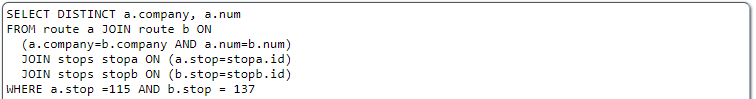 SELECT DISTINCT a.company, a.num
FROM route a JOIN route b ON
  (a.company=b.company AND a.num=b.num)
  JOIN stops stopa ON (a.stop=stopa.id)
  JOIN stops stopb ON (b.stop=stopb.id)
WHERE a.stop =115 AND b.stop = 137